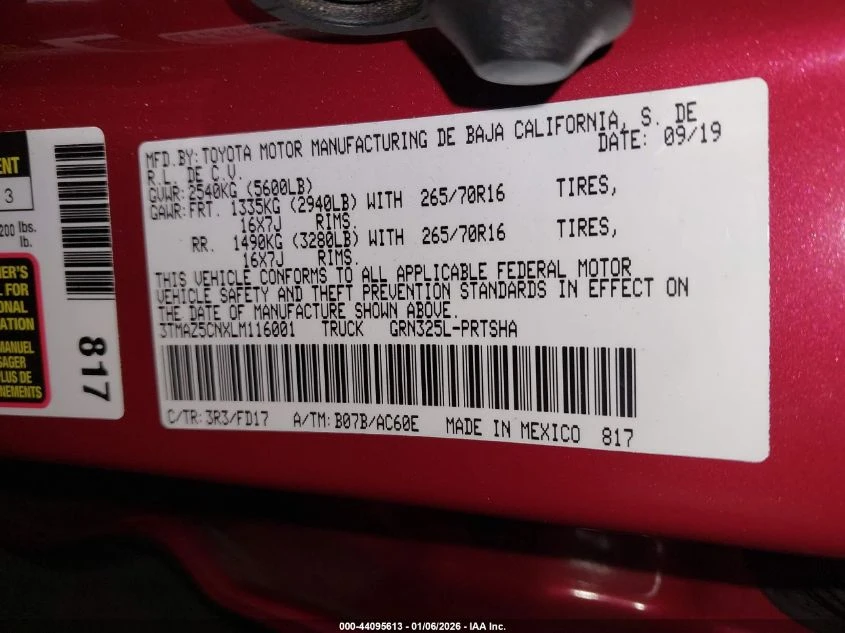 MFD.BY: TOYOTA MOTOR MANUFACTURING DE BAJA CALIFORNIA, S. DE
R.L. DE C.V.
DATE: 09/19
GVWR: 2540KG (5600LB)
GAWR: FRT. 1335KG (2940LB) WITH 265/70R16 TIRES,
16X7J RIMS.
RR. 1490KG (3280LB) WITH 265/70R16 TIRES,
16X7J RIMS.
THIS VEHICLE CONFORMS TO ALL APPLICABLE FEDERAL MOTOR
VEHICLE SAFETY AND THEFT PREVENTION STANDARDS IN EFFECT ON
THE DATE OF MANUFACTURE SHOWN ABOVE.
3TMAZ5CNXLM116001 TRUCK GRN325L-PRTSHA
C/TR: 3R3/FD17 A/TM: B07B/AC60E MADE IN MEXICO 817
3
200 lbs.
lb.
FOR
817
000-44095613 - 01/06/2026 - IAA Inc.